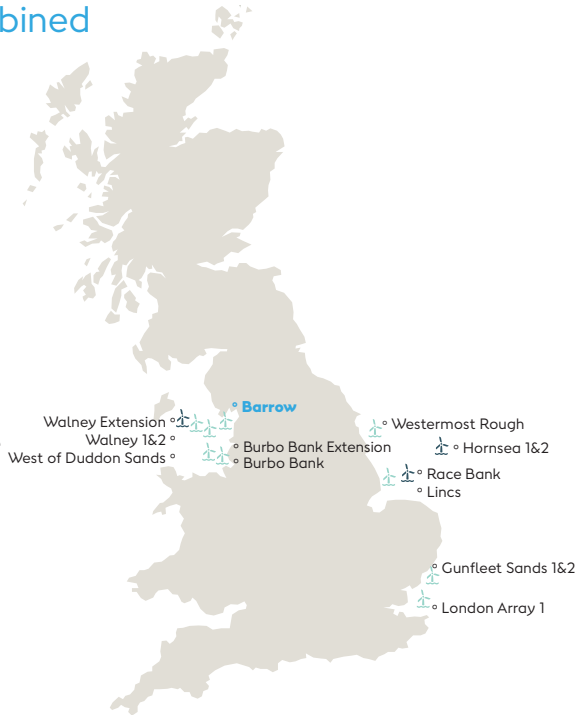 bined
Barrow
Walney Extension
Walney 1&2
West of Duddon Sands
Burbo Bank Extension
Burbo Bank
Westermost Rough
Hornsea 1&2
Race Bank
Lincs
Gunfleet Sands 1&2
London Array 1